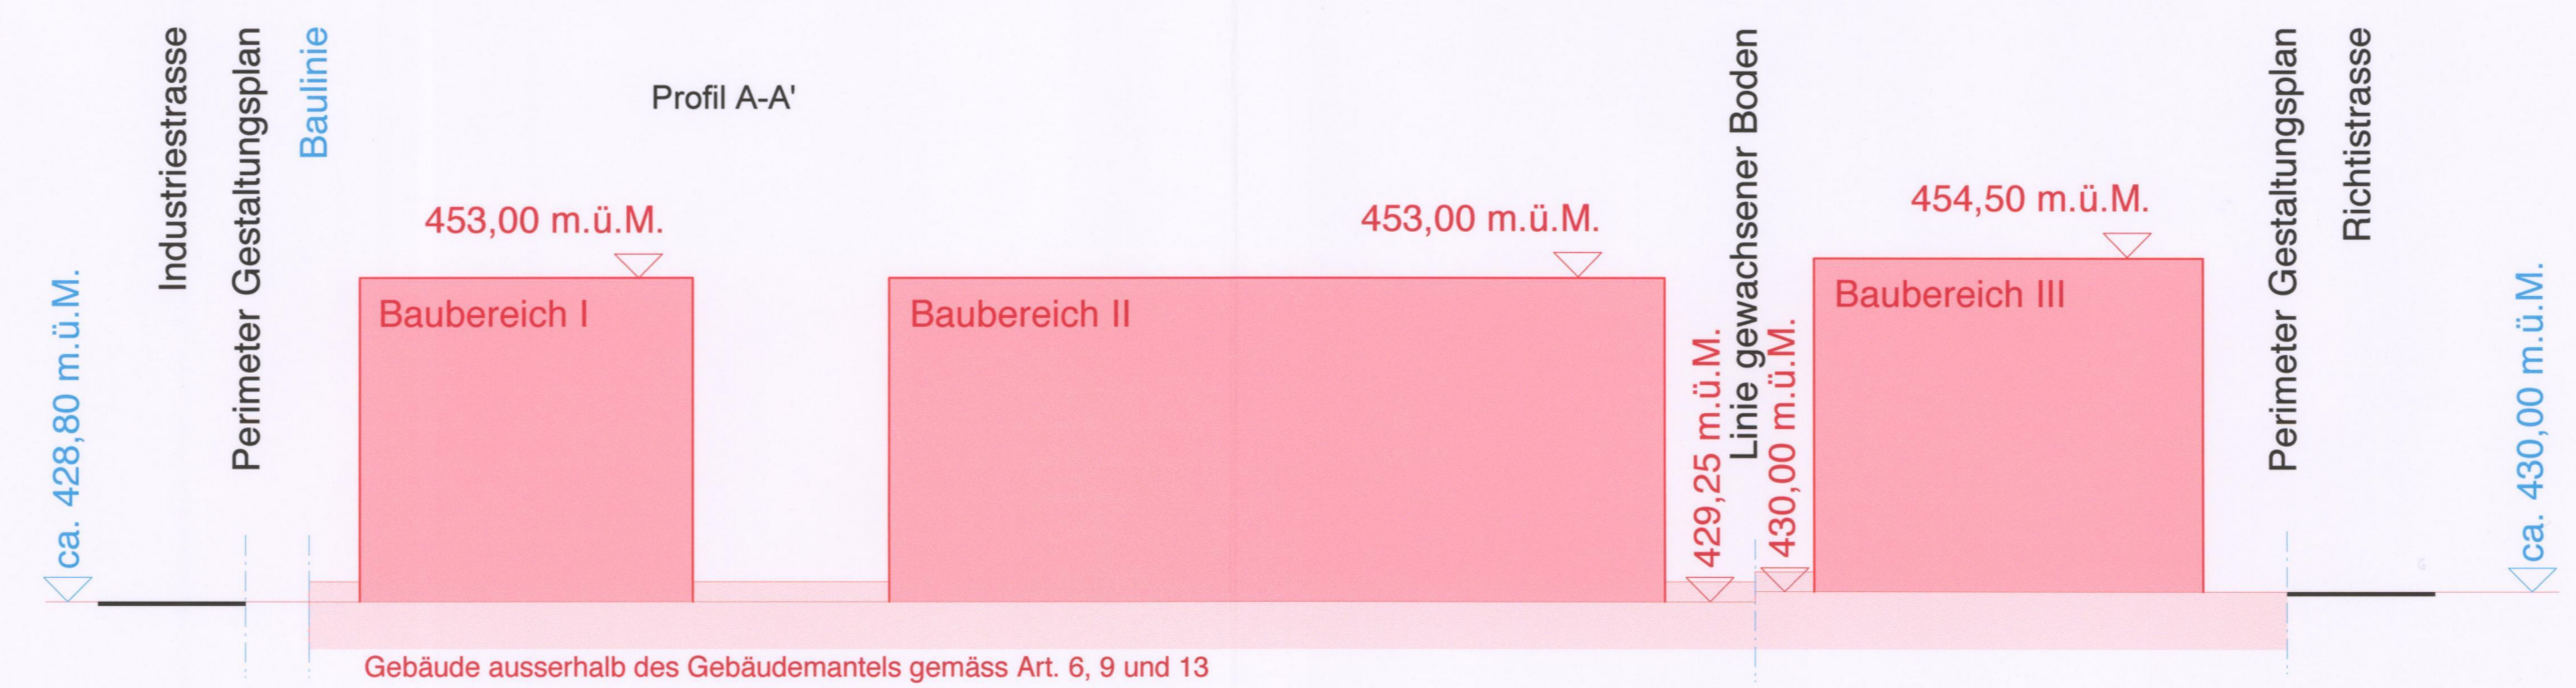 ca. 428,80 m.ü.M.
Industriestrasse
Perimeter Gestaltungsplan
Baulinie
Profil A-A'
453,00 m.ü.M.
Baubereich I
453,00 m.ü.M.
Baubereich II
429,25 m.ü.M.
Linie gewachsener Boden
430,00 m.ü.M.
454,50 m.ü.M.
Baubereich III
Perimeter Gestaltungsplan
Richtistrasse
ca. 430,00 m.ü.M.
Gebäude ausserhalb des Gebäudemantels gemäss Art. 6, 9 und 13